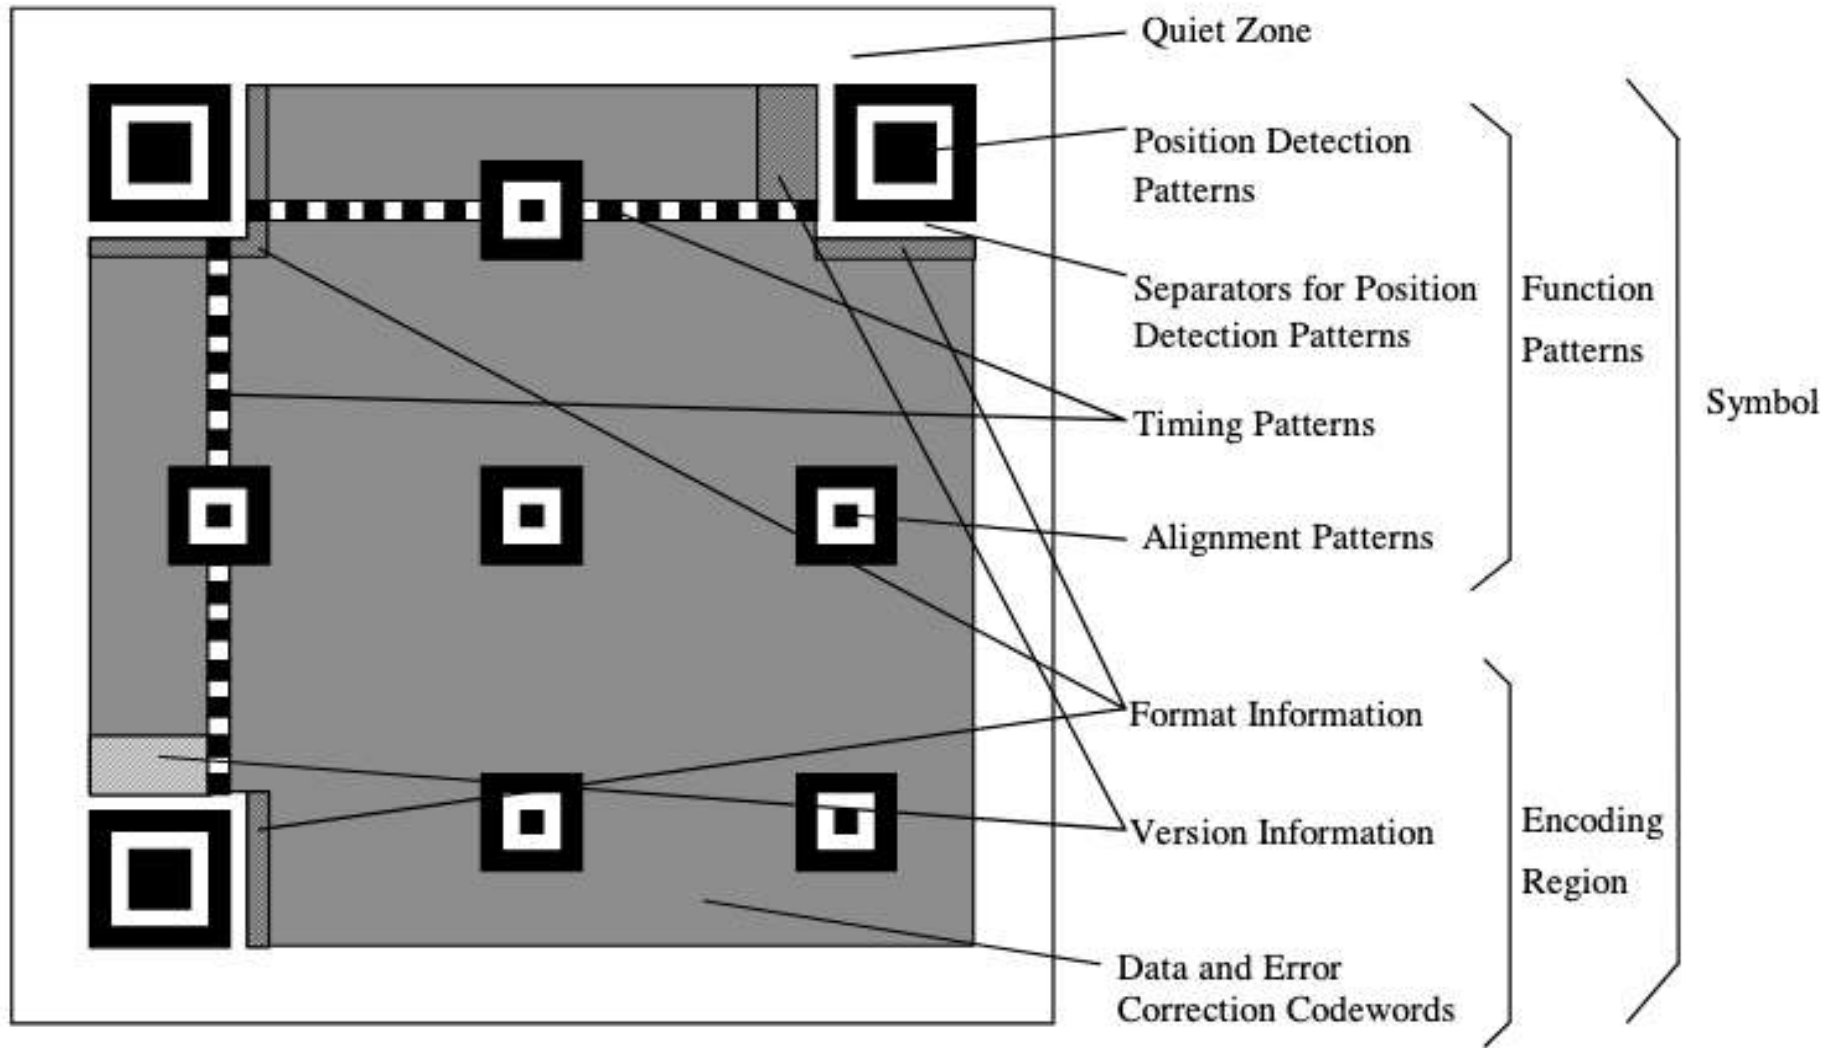 Quiet Zone
Position Detection
Patterns
Separators for Position
Detection Patterns
Function
Patterns
Symbol
Timing Patterns
Alignment Patterns
Format Information
Version Information
Encoding
Region
Data and Error
Correction Codewords